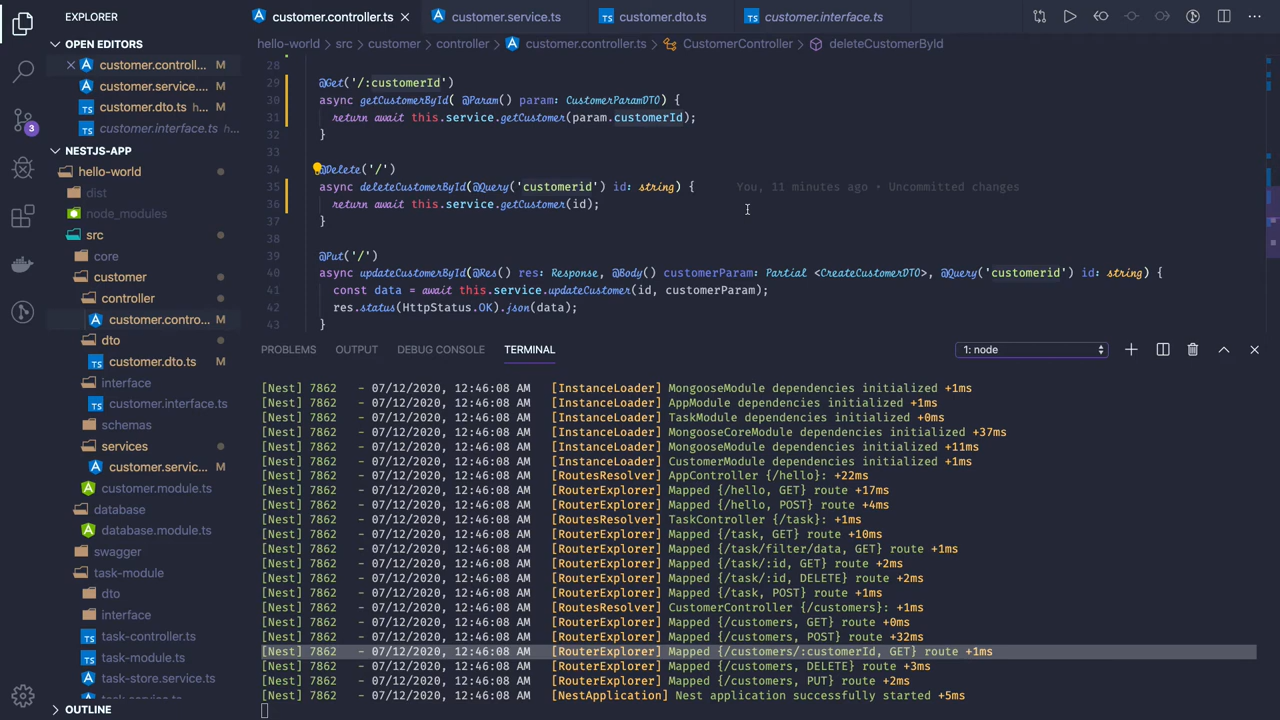 EXPLORER
customer.controller.ts
customer.service.ts
customer.dto.ts
customer.interface.ts
OPEN EDITORS
customer.controll... M
customer.service.... M
customer.dto.ts h... M
customer.interface.ts h...
NESTJS-APP
hello-world
dist
node_modules
src
core
customer
controller
customer.contro... M
dto
customer.dto.ts M
interface
customer.interface.ts
schemas
services
customer.servic... M
customer.module.ts
database
database.module.ts
swagger
task-module
dto
interface
task-controller.ts
task-module.ts
task-store.service.ts
OUTLINE
3
hello-world > src > customer > controller > customer.controller.ts > CustomerController > deleteCustomerById
28
29 @Get('/:customerId')
30 async getCustomerById( @Param() param: CustomerParamDTO) {
31 return await this.service.getCustomer(param.customerId);
32 }
33
34 @Delete('/')
35 async deleteCustomerById(@Query('customerid') id: string) { You, 11 minutes ago • Uncommitted changes
36 return await this.service.getCustomer(id);
37 }
38
39 @Put('/')
40 async updateCustomerById(@Res() res: Response, @Body() customerParam: Partial <CreateCustomerDTO>, @Query('customerid') id: string) {
41 const data = await this.service.updateCustomer(id, customerParam);
42 res.status(HttpStatus.OK).json(data);
43 }
PROBLEMS OUTPUT DEBUG CONSOLE TERMINAL 1: node
[Nest] 7862 - 07/12/2020, 12:46:08 AM [InstanceLoader] MongooseModule dependencies initialized +1ms
[Nest] 7862 - 07/12/2020, 12:46:08 AM [InstanceLoader] AppModule dependencies initialized +1ms
[Nest] 7862 - 07/12/2020, 12:46:08 AM [InstanceLoader] TaskModule dependencies initialized +0ms
[Nest] 7862 - 07/12/2020, 12:46:08 AM [InstanceLoader] MongooseCoreModule dependencies initialized +37ms
[Nest] 7862 - 07/12/2020, 12:46:08 AM [InstanceLoader] MongooseModule dependencies initialized +11ms
[Nest] 7862 - 07/12/2020, 12:46:08 AM [InstanceLoader] CustomerModule dependencies initialized +1ms
[Nest] 7862 - 07/12/2020, 12:46:08 AM [RoutesResolver] AppController {/hello}: +22ms
[Nest] 7862 - 07/12/2020, 12:46:08 AM [RouterExplorer] Mapped {/hello, GET} route +17ms
[Nest] 7862 - 07/12/2020, 12:46:08 AM [RouterExplorer] Mapped {/hello, POST} route +4ms
[Nest] 7862 - 07/12/2020, 12:46:08 AM [RoutesResolver] TaskController {/task}: +1ms
[Nest] 7862 - 07/12/2020, 12:46:08 AM [RouterExplorer] Mapped {/task, GET} route +10ms
[Nest] 7862 - 07/12/2020, 12:46:08 AM [RouterExplorer] Mapped {/task/filter/data, GET} route +1ms
[Nest] 7862 - 07/12/2020, 12:46:08 AM [RouterExplorer] Mapped {/task/:id, GET} route +2ms
[Nest] 7862 - 07/12/2020, 12:46:08 AM [RouterExplorer] Mapped {/task/:id, DELETE} route +2ms
[Nest] 7862 - 07/12/2020, 12:46:08 AM [RouterExplorer] Mapped {/task, POST} route +1ms
[Nest] 7862 - 07/12/2020, 12:46:08 AM [RoutesResolver] CustomerController {/customers}: +1ms
[Nest] 7862 - 07/12/2020, 12:46:08 AM [RouterExplorer] Mapped {/customers, GET} route +0ms
[Nest] 7862 - 07/12/2020, 12:46:08 AM [RouterExplorer] Mapped {/customers, POST} route +32ms
[Nest] 7862 - 07/12/2020, 12:46:08 AM [RouterExplorer] Mapped {/customers/:customerId, GET} route +1ms
[Nest] 7862 - 07/12/2020, 12:46:08 AM [RouterExplorer] Mapped {/customers, DELETE} route +3ms
[Nest] 7862 - 07/12/2020, 12:46:08 AM [RouterExplorer] Mapped {/customers, PUT} route +2ms
[Nest] 7862 - 07/12/2020, 12:46:08 AM [NestApplication] Nest application successfully started +5ms